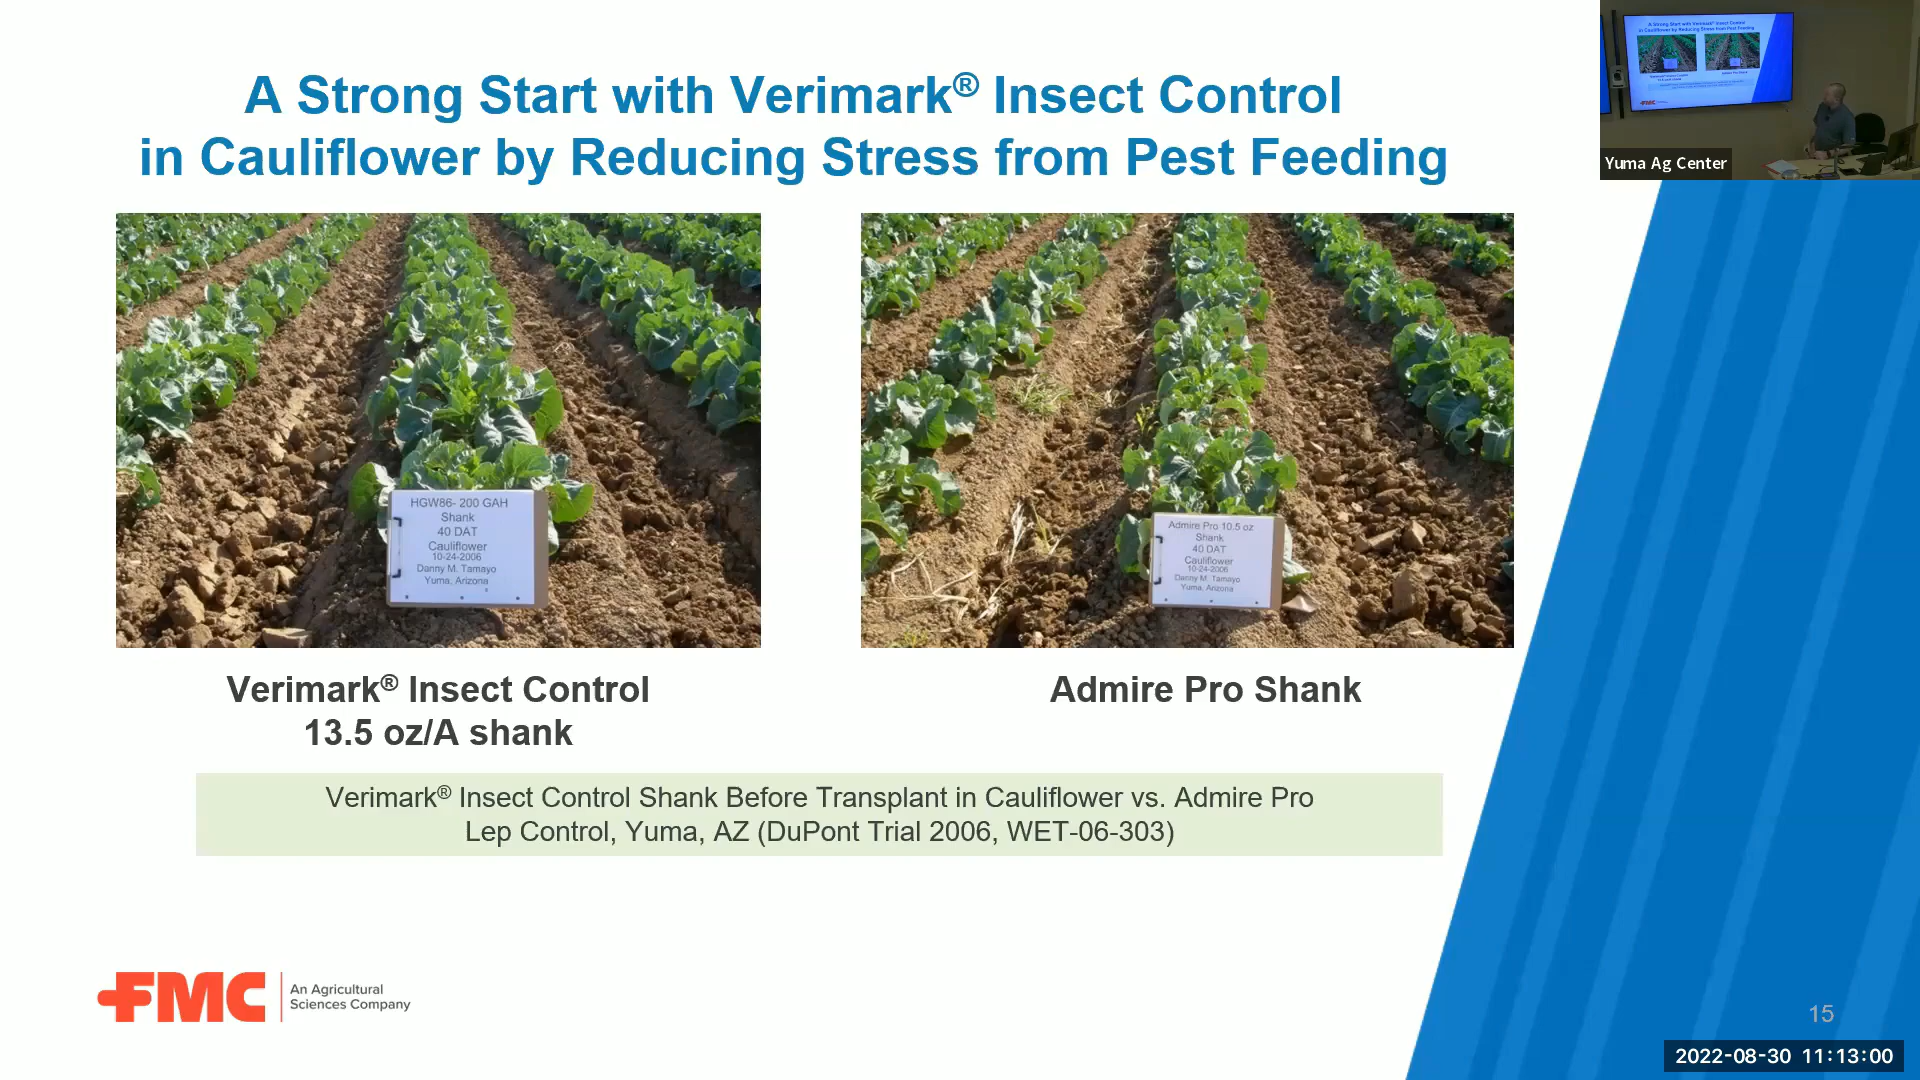 A Strong Start with Verimark® Insect Control
in Cauliflower by Reducing Stress from Pest Feeding
Yuma Ag Center
HGW86- 200 GAH
Shank
40 DAT
Cauliflower
10-24-2006
Danny M. Tamayo
Yuma, Arizona
Admire Pro 10.5 oz
Shank
40 DAT
Cauliflower
10-24-2006
Danny M. Tamayo
Yuma, Arizona
Verimark® Insect Control
13.5 oz/A shank
Admire Pro Shank
Verimark® Insect Control Shank Before Transplant in Cauliflower vs. Admire Pro
Lep Control, Yuma, AZ (DuPont Trial 2006, WET-06-303)
FMC
An Agricultural
Sciences Company
15
2022-08-30 11:13:00